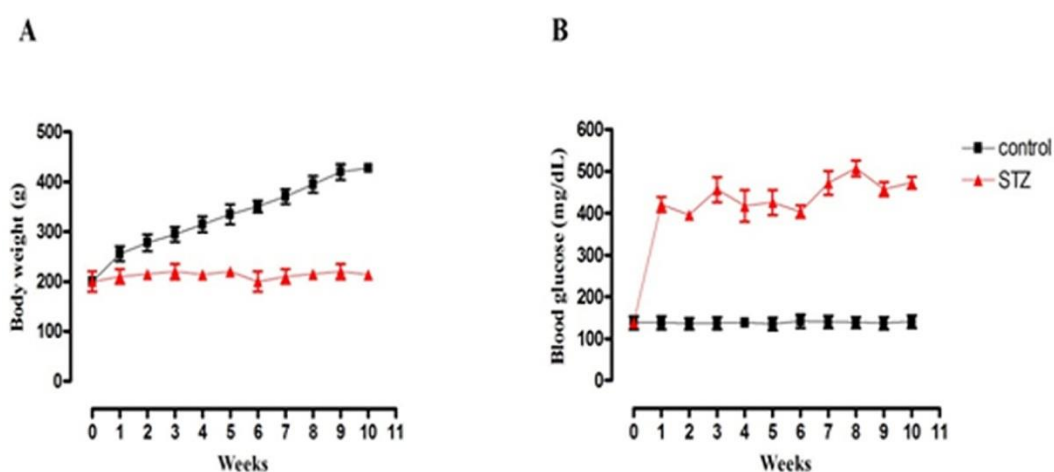 A
Body weight (g)
500
400
300
200
100
0
0 1 2 3 4 5 6 7 8 9 10 11
Weeks
B
Blood glucose (mg/dL)
600
500
400
300
200
100
0
0 1 2 3 4 5 6 7 8 9 10 11
Weeks
control
STZ